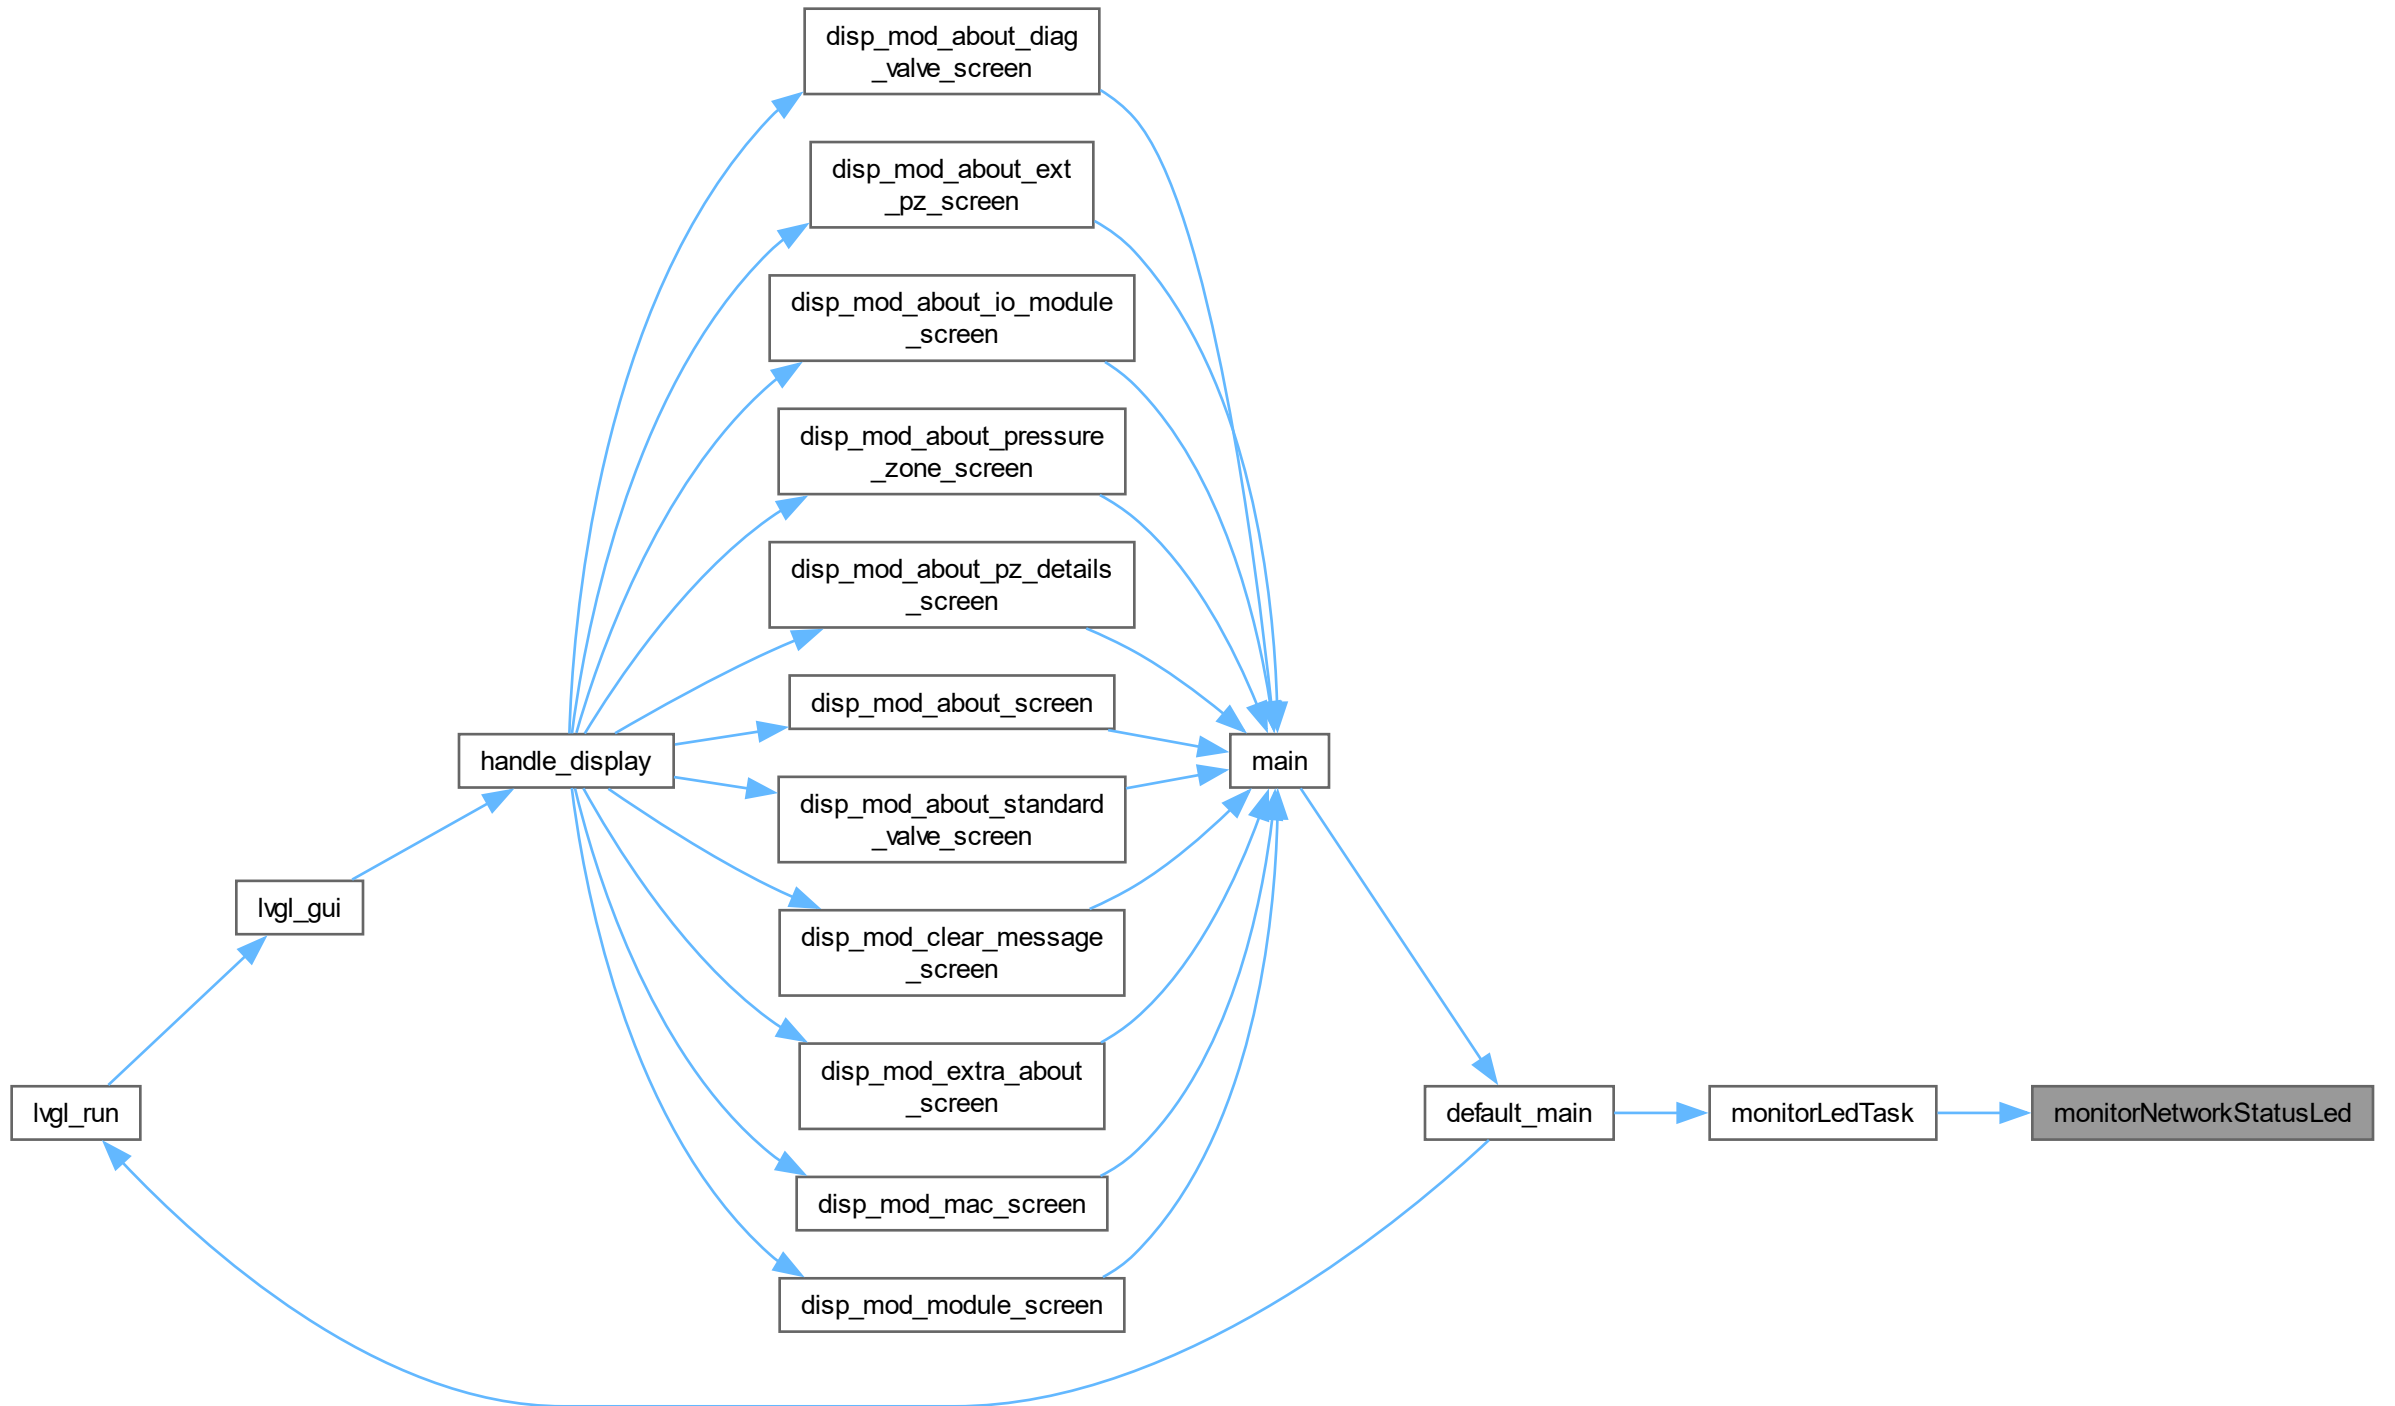 disp_mod_about_diag
_valve_screen
disp_mod_about_ext
_pz_screen
disp_mod_about_io_module
_screen
disp_mod_about_pressure
_zone_screen
disp_mod_about_pz_details
_screen
disp_mod_about_screen
handle_display
main
disp_mod_about_standard
_valve_screen
lvgl_gui
disp_mod_clear_message
_screen
disp_mod_extra_about
_screen
lvgl_run
default_main
monitorLedTask
monitorNetworkStatusLed
disp_mod_mac_screen
disp_mod_module_screen